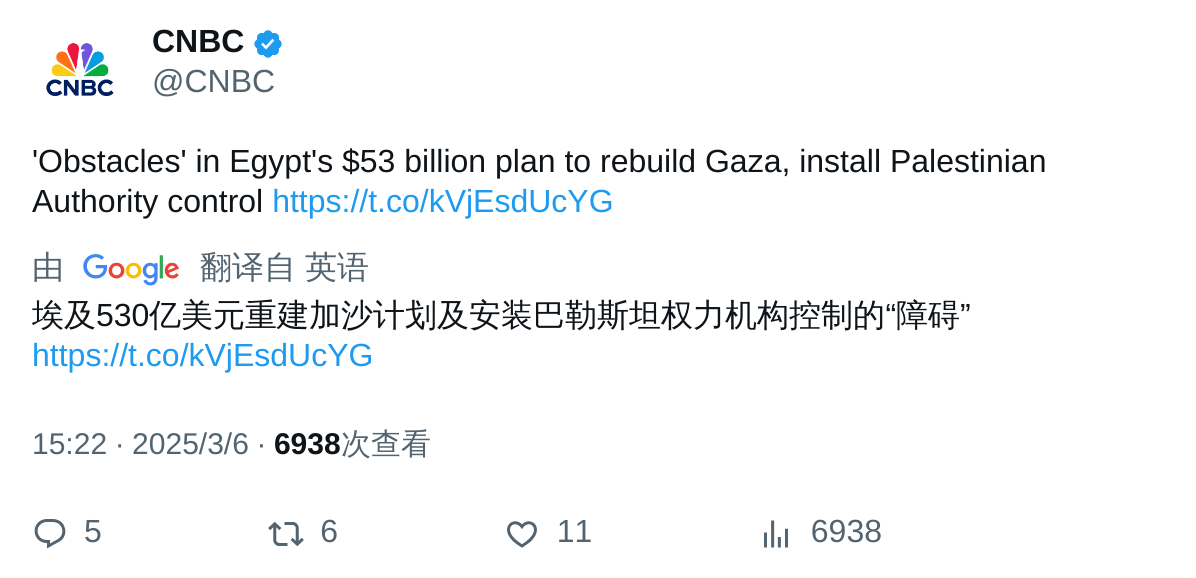 CNBC
CNBC
@CNBC
'Obstacles' in Egypt's $53 billion plan to rebuild Gaza, install Palestinian
Authority control https://t.co/kVjEsdUcYG
由 Google 翻译自 英语
埃及530亿美元重建加沙计划及安装巴勒斯坦权力机构控制的“障碍”
https://t.co/kVjEsdUcYG
15:22 · 2025/3/6 · 6938次查看
5 6 11 6938